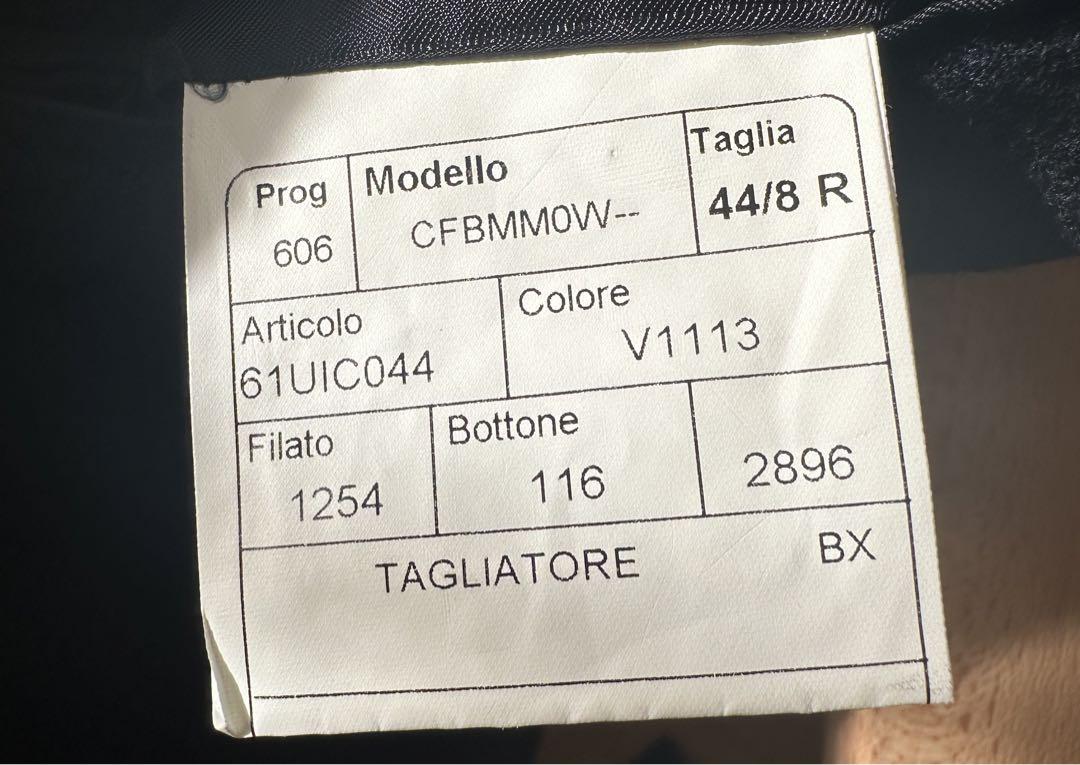 Prog Modello Taglia
606 CFBMM0W-- 44/8 R
Articolo Colore
61UIC044 V1113
Filato Bottone
1254 116 2896
TAGLIATORE BX